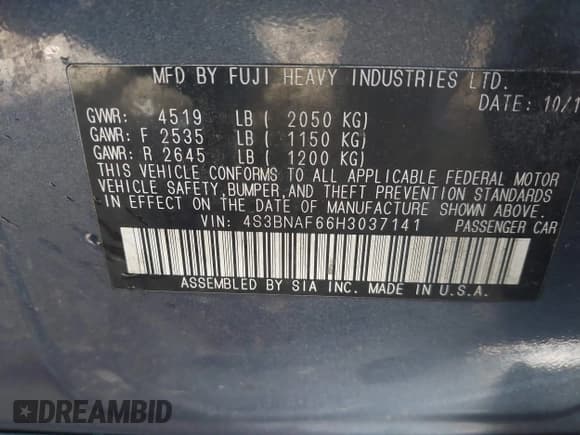 MFD BY FUJI HEAVY INDUSTRIES LTD.
DATE: 10/1
GVWR: 4519 LB ( 2050 KG)
GAWR: F 2535 LB ( 1150 KG)
GAWR: R 2645 LB ( 1200 KG)
THIS VEHICLE CONFORMS TO ALL APPLICABLE FEDERAL MOTOR
VEHICLE SAFETY, BUMPER, AND THEFT PREVENTION STANDARDS
IN EFFECT ON THE DATE OF MANUFACTURE SHOWN ABOVE.
VIN: 4S3BNAF66H3037141 PASSENGER CAR
ASSEMBLED BY SIA INC. MADE IN U.S.A.
DREAMBID